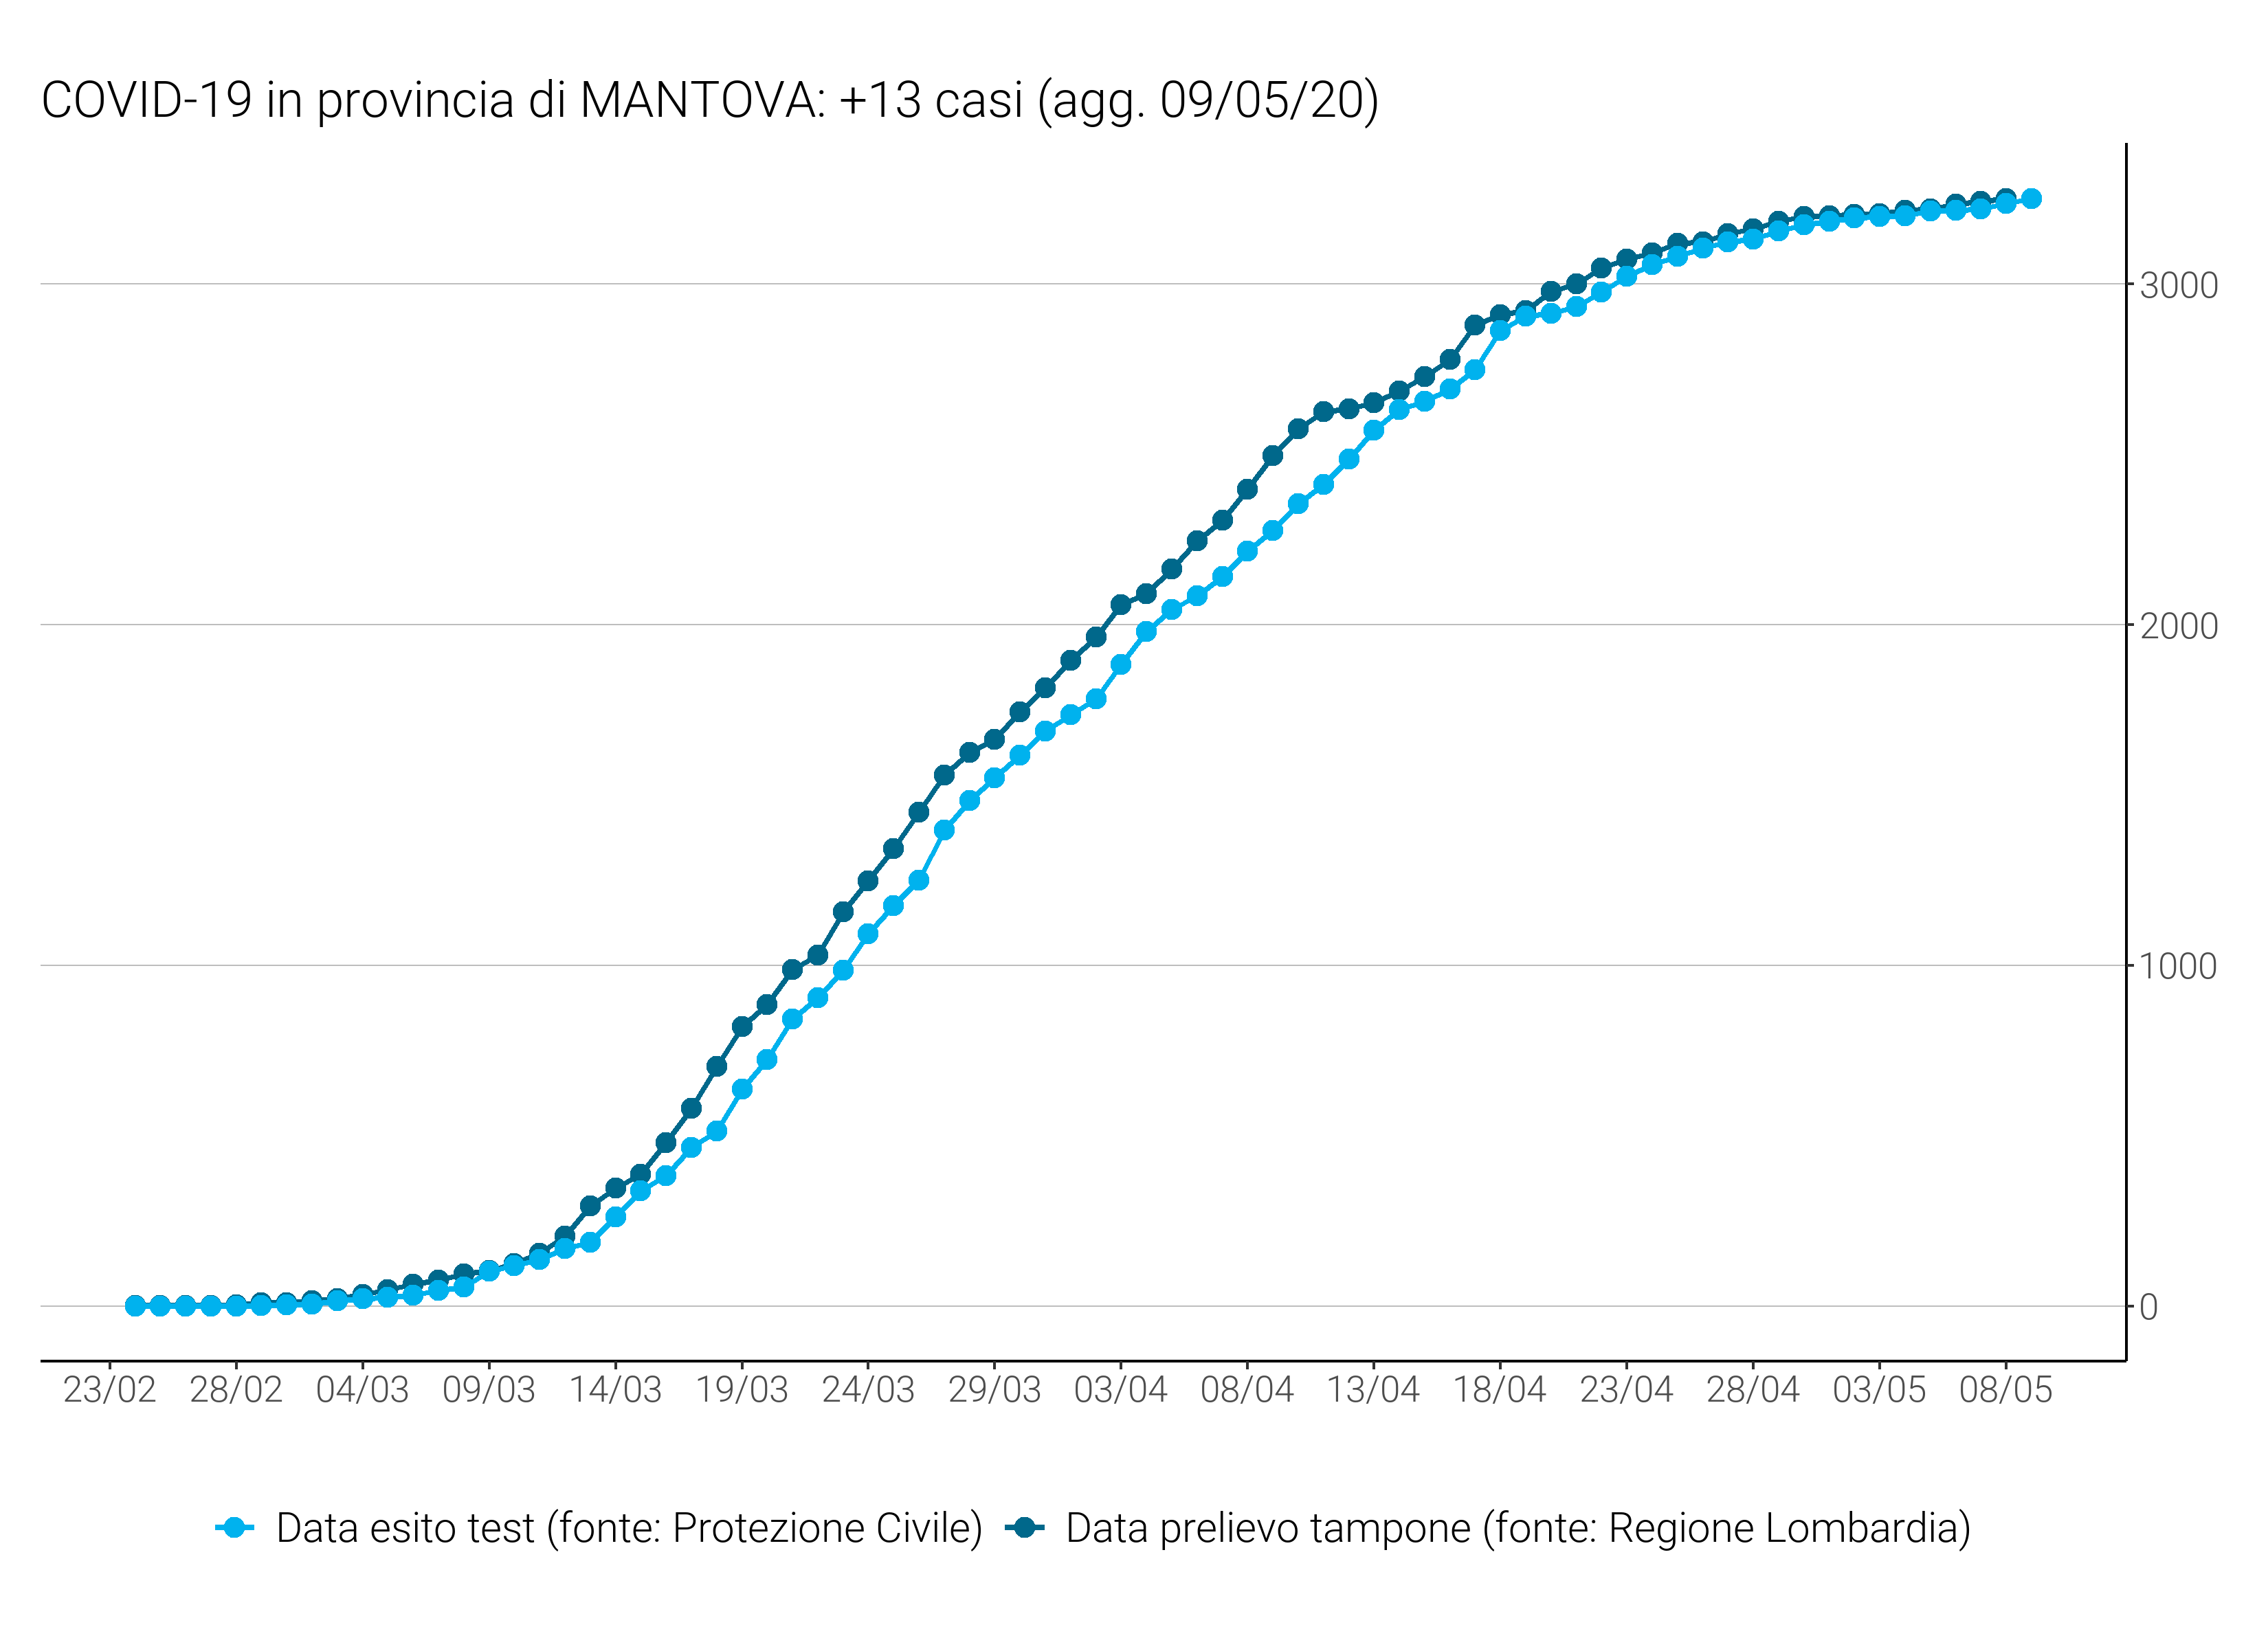 COVID-19 in provincia di MANTOVA: +13 casi (agg. 09/05/20)
3000
2000
1000
0
23/02 28/02 04/03 09/03 14/03 19/03 24/03 29/03 03/04 08/04 13/04 18/04 23/04 28/04 03/05 08/05
Data esito test (fonte: Protezione Civile) Data prelievo tampone (fonte: Regione Lombardia)